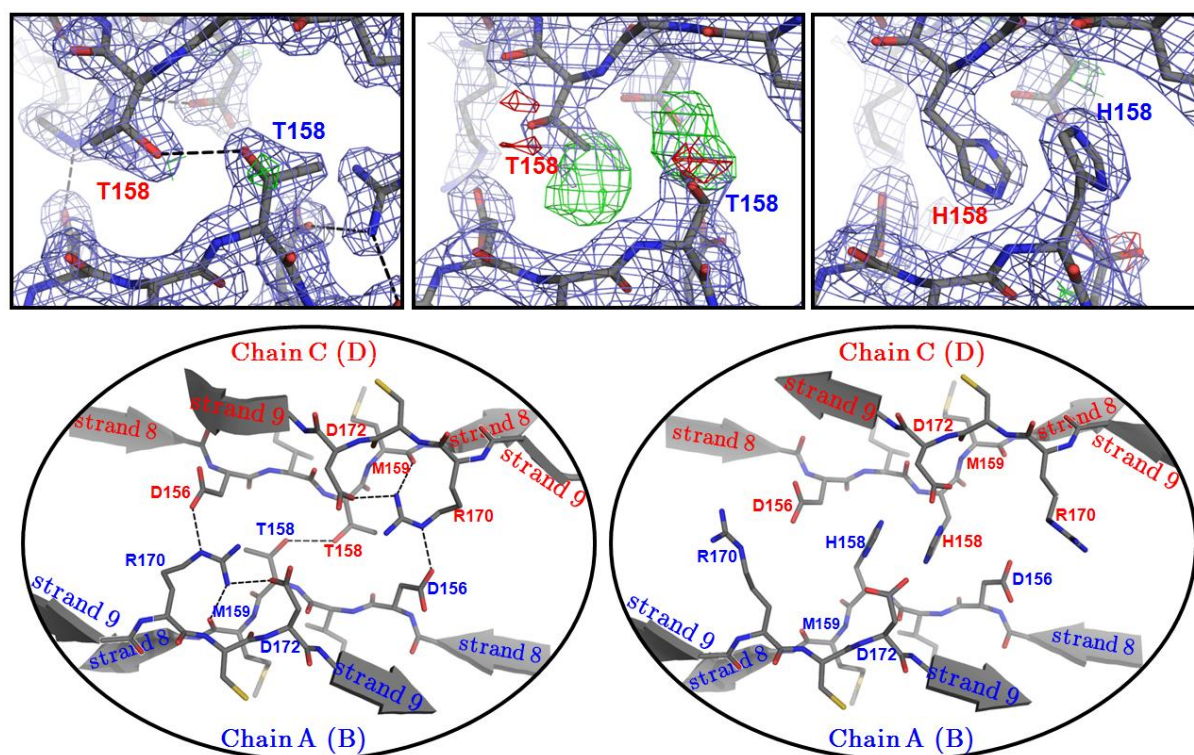 T158
T158
T158
T158
H158
H158
Chain C (D)
strand 9
strand 8
D172
strand 8
M159
strand 9
D156
T158
R170
R170
T158
D156
M159
strand 9
strand 8
D172
strand 8
strand 9
Chain A (B)
Chain C (D)
strand 9
D172
strand 8
strand 8
M159
strand 9
D156
R170
R170
H158
H158
D156
strand 9
M159
strand 8
strand 8
D172
strand 9
Chain A (B)